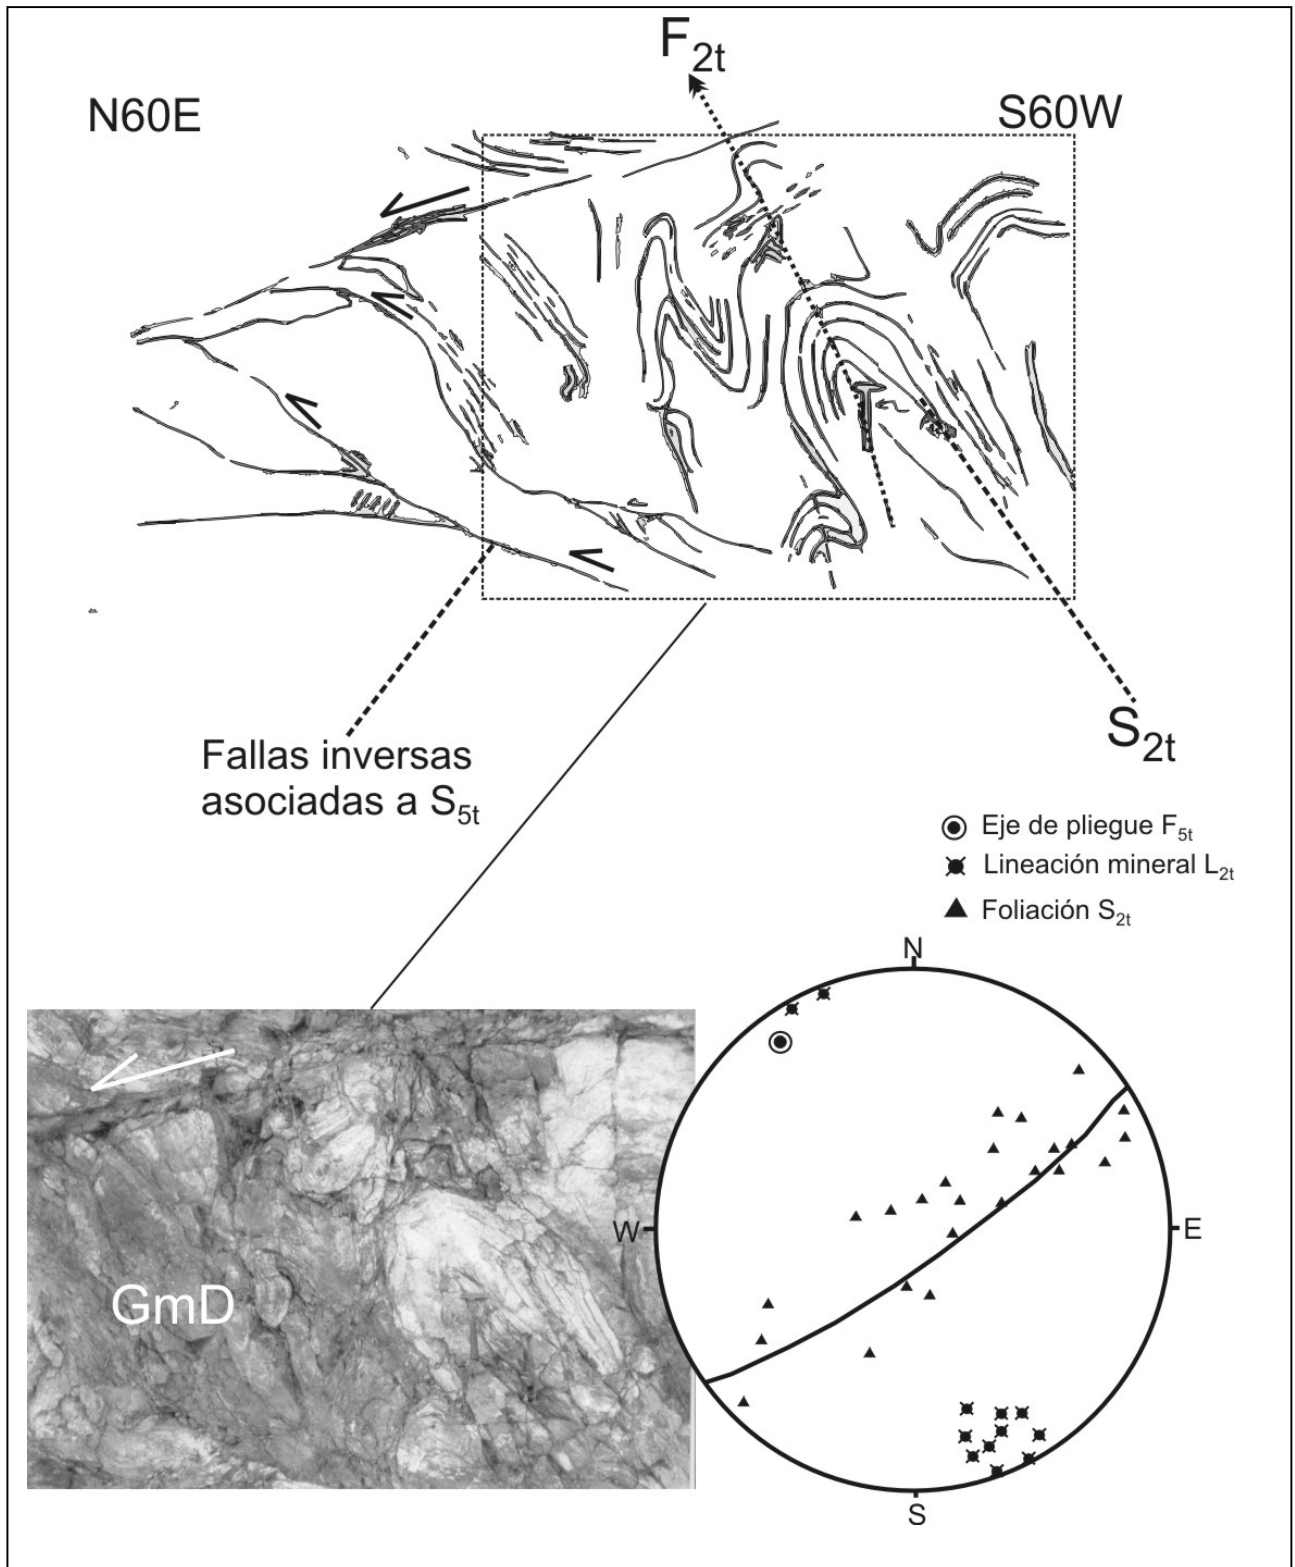 F2t
N60E
S60W
S2t
Fallas inversas
asociadas a S5t
Eje de pliegue F5t
Lineación mineral L2t
Foliación S2t
N
W
E
S
GmD